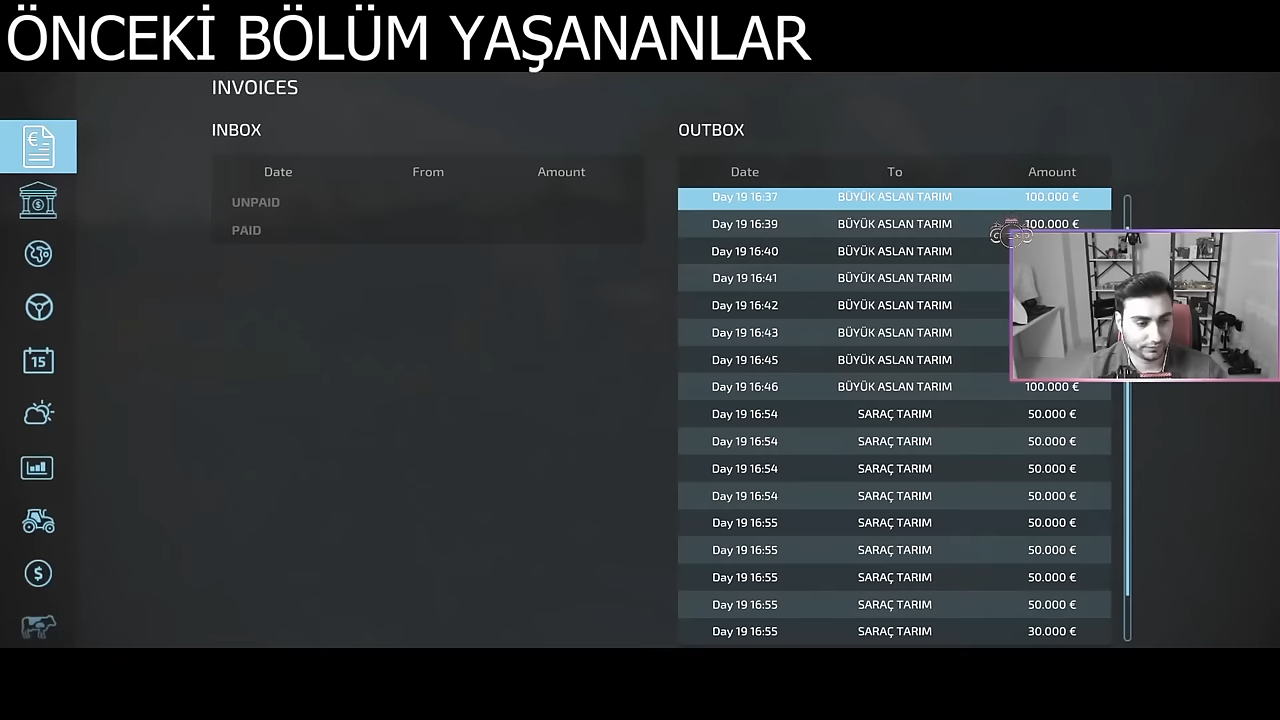 ÖNCEKİ BÖLÜM YAŞANANLAR
INVOICES
INBOX
Date From Amount
UNPAID
PAID
15
OUTBOX
Date To Amount
Day 19 16:37 BÜYÜK ASLAN TARIM 100.000 €
Day 19 16:39 BÜYÜK ASLAN TARIM 100.000 €
Day 19 16:40 BÜYÜK ASLAN TARIM
Day 19 16:41 BÜYÜK ASLAN TARIM
Day 19 16:42 BÜYÜK ASLAN TARIM
Day 19 16:43 BÜYÜK ASLAN TARIM
Day 19 16:45 BÜYÜK ASLAN TARIM
Day 19 16:46 BÜYÜK ASLAN TARIM 100.000 €
Day 19 16:54 SARAÇ TARIM 50.000 €
Day 19 16:54 SARAÇ TARIM 50.000 €
Day 19 16:54 SARAÇ TARIM 50.000 €
Day 19 16:54 SARAÇ TARIM 50.000 €
Day 19 16:55 SARAÇ TARIM 50.000 €
Day 19 16:55 SARAÇ TARIM 50.000 €
Day 19 16:55 SARAÇ TARIM 50.000 €
Day 19 16:55 SARAÇ TARIM 50.000 €
Day 19 16:55 SARAÇ TARIM 30.000 €